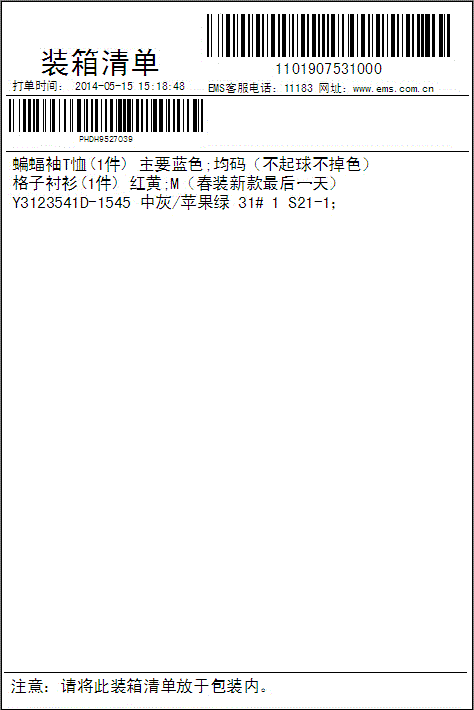 装箱清单
1101907531000
打单时间: 2014-05-15 15:18:48 EMS客服电话: 11183 网址: www.ems.com.cn
PHDH9527039
蝙蝠袖T恤(1件) 主要蓝色;均码（不起球不掉色）
格子衬衫(1件) 红黄;M（春装新款最后一天）
Y3123541D-1545 中灰/苹果绿 31# 1 S21-1;
注意: 请将此装箱清单放于包装内。